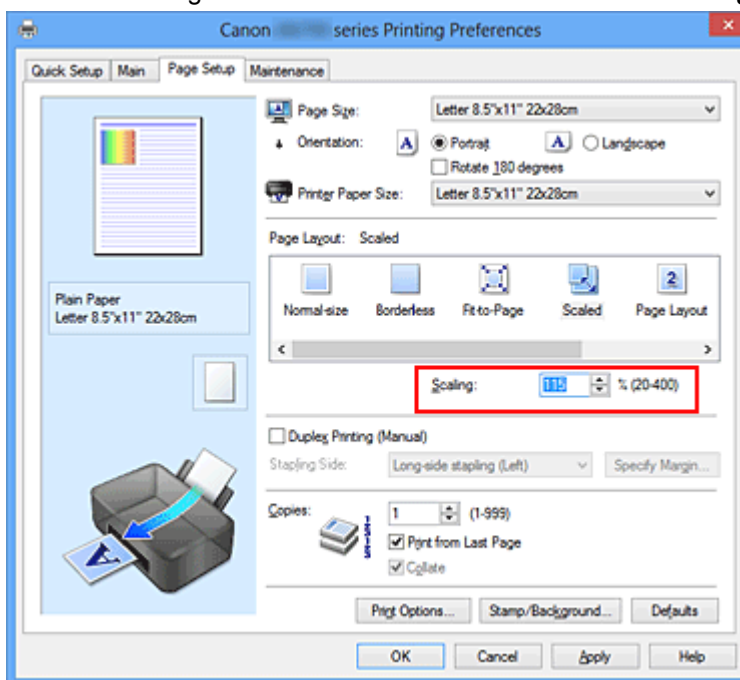 Canon series Printing Preferences
Quick Setup Main Page Setup Maintenance
Page Size: Letter 8.5"x11" 22x28cm
Orientation: A Portrait A Landscape
Rotate 180 degrees
Printer Paper Size: Letter 8.5"x11" 22x28cm
Page Layout: Scaled
2
Normal-size Borderless Fit-to-Page Scaled Page Layout
Plain Paper
Letter 8.5"x11" 22x28cm
Scaling: 115 % (20-400)
Duplex Printing (Manual)
Stapling Side: Long-side stapling (Left) Specify Margin...
Copies: 1 (1-999)
Print from Last Page
Collate
A
Print Options... Stamp/Background... Defaults
OK Cancel Apply Help